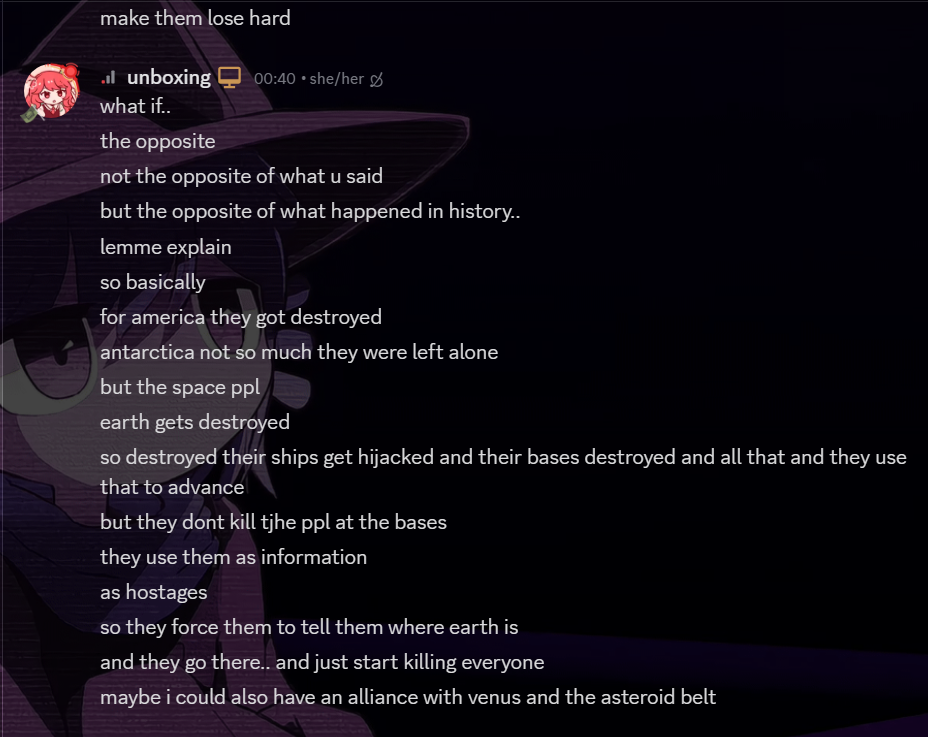 make them lose hard
unboxing 00:40 • she/her
what if..
the opposite
not the opposite of what u said
but the opposite of what happened in history..
lemme explain
so basically
for america they got destroyed
antarctica not so much they were left alone
but the space ppl
earth gets destroyed
so destroyed their ships get hijacked and their bases destroyed and all that and they use
that to advance
but they dont kill tjhe ppl at the bases
they use them as information
as hostages
so they force them to tell them where earth is
and they go there.. and just start killing everyone
maybe i could also have an alliance with venus and the asteroid belt